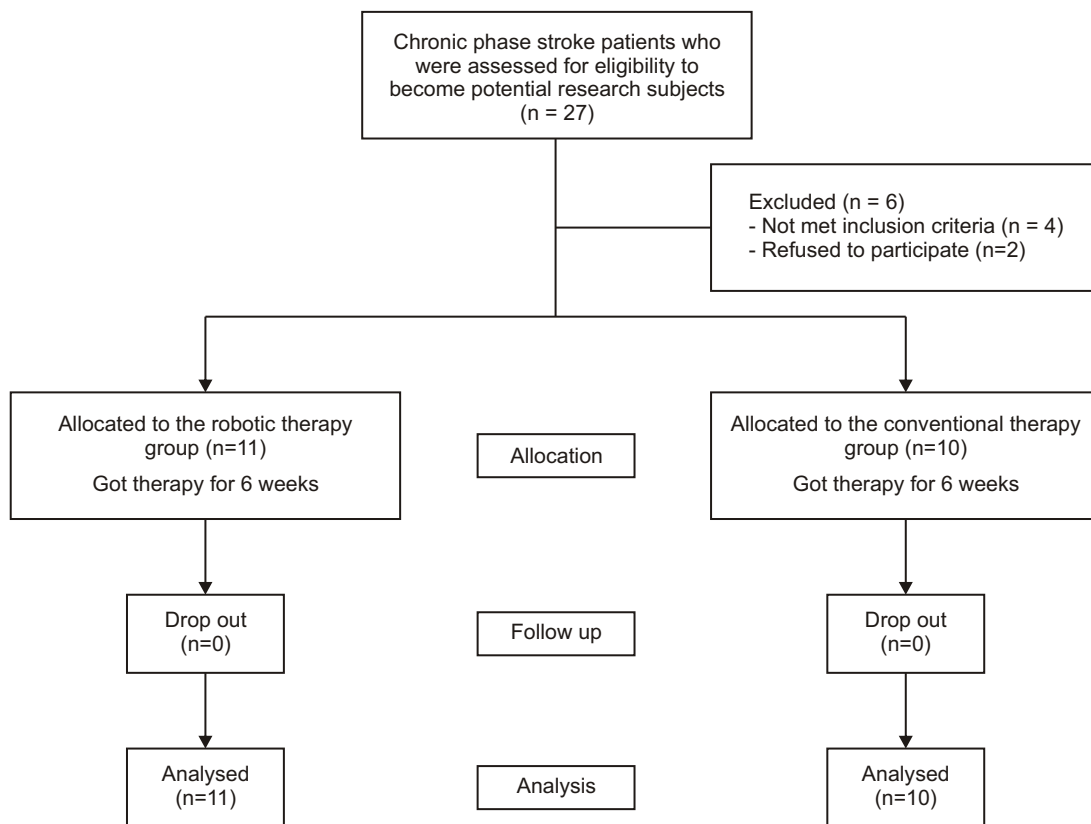 Chronic phase stroke patients who
were assessed for eligibility to
become potential research subjects
(n = 27)
Excluded (n = 6)
- Not met inclusion criteria (n = 4)
- Refused to participate (n=2)
Allocated to the robotic therapy
group (n=11)
Got therapy for 6 weeks
Allocation
Allocated to the conventional therapy
group (n=10)
Got therapy for 6 weeks
Drop out
(n=0)
Follow up
Drop out
(n=0)
Analysed
(n=11)
Analysis
Analysed
(n=10)